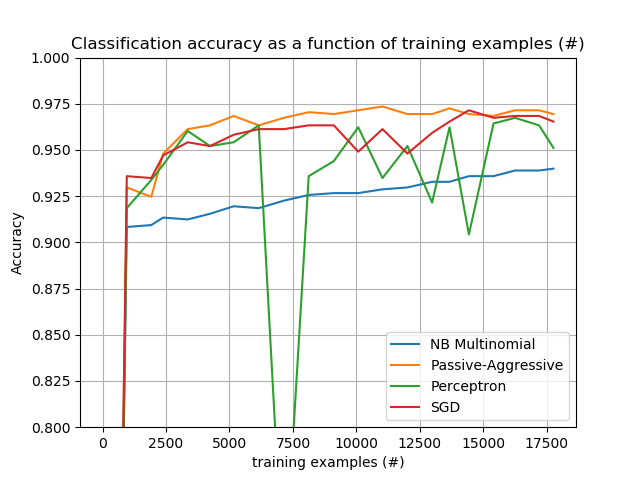 Classification accuracy as a function of training examples (#)
1.000
0.975
0.950
0.925
0.900
0.875
0.850
0.825
0.800
Accuracy
NB Multinomial
Passive-Aggressive
Perceptron
SGD
0 2500 5000 7500 10000 12500 15000 17500
training examples (#)